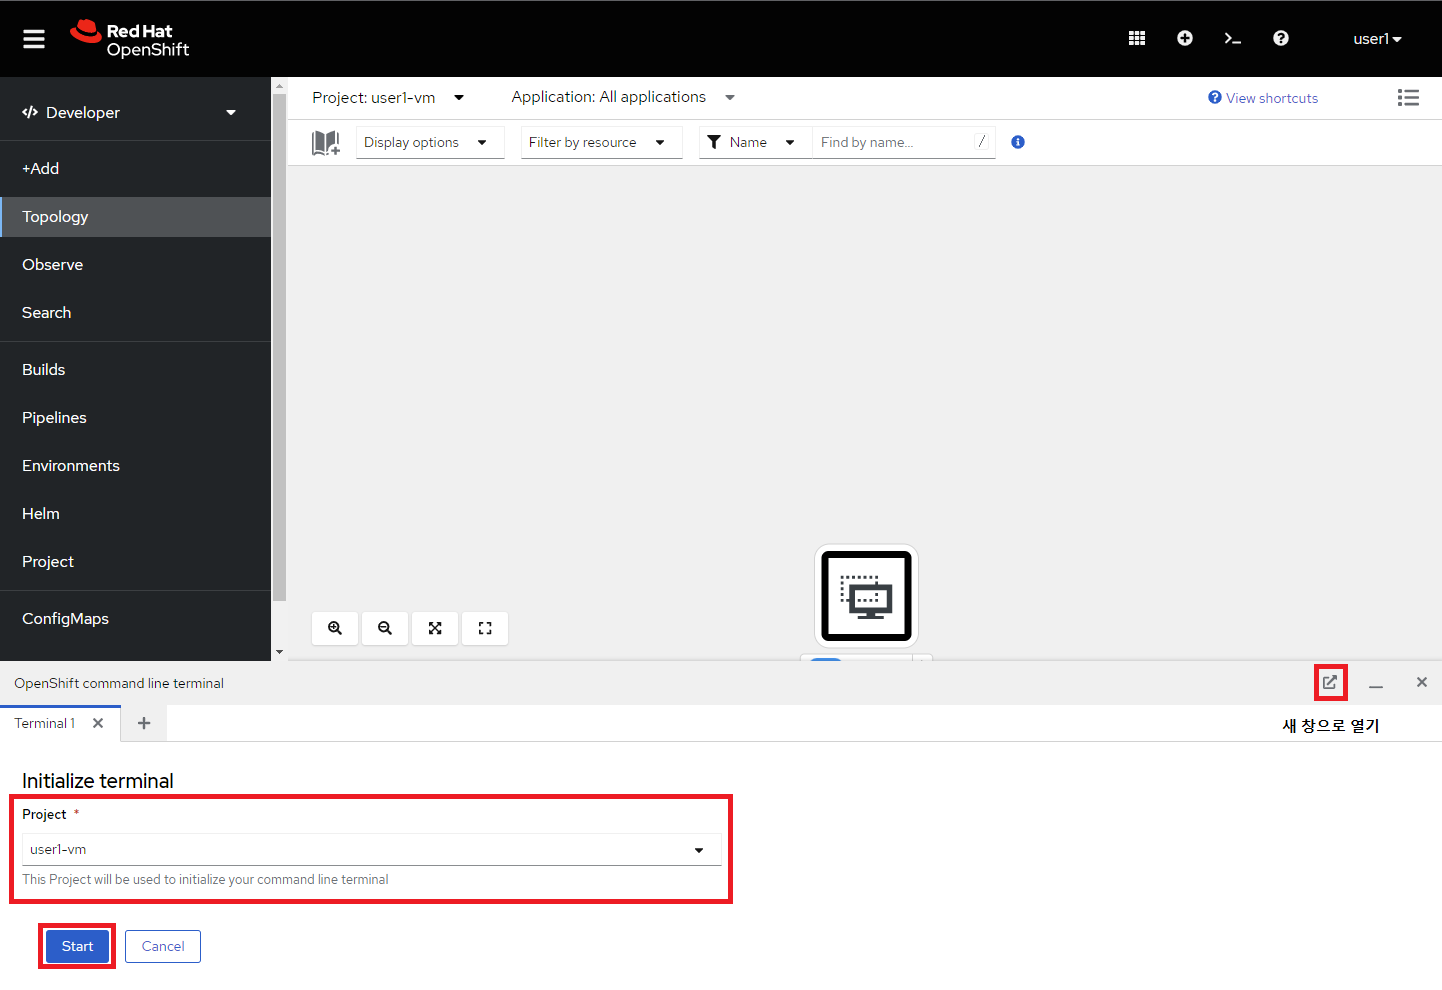 Red Hat
OpenShift
user1
Developer
Project: user1-vm
Application: All applications
View shortcuts
Display options
Filter by resource
Name
Find by name...
/
+Add
Topology
Observe
Search
Builds
Pipelines
Environments
Helm
Project
ConfigMaps
OpenShift command line terminal
Terminal 1
새 창으로 열기
Initialize terminal
Project *
user1-vm
This Project will be used to initialize your command line terminal
Start
Cancel